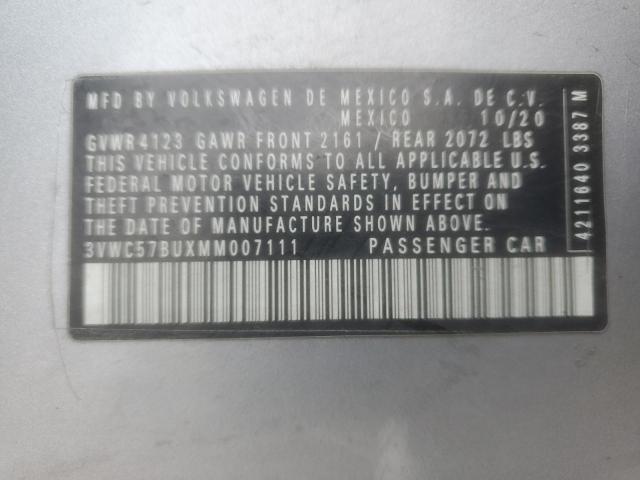 MFD BY VOLKSWAGEN DE MEXICO S.A. DE C.V.
MEXICO 10/20
GVWR 4123 GAWR FRONT 2161 / REAR 2072 LBS
THIS VEHICLE CONFORMS TO ALL APPLICABLE U.S.
FEDERAL MOTOR VEHICLE SAFETY, BUMPER AND
THEFT PREVENTION STANDARDS IN EFFECT ON
THE DATE OF MANUFACTURE SHOWN ABOVE.
3VWC57BUXMM007111 PASSENGER CAR
4211640 3387 M